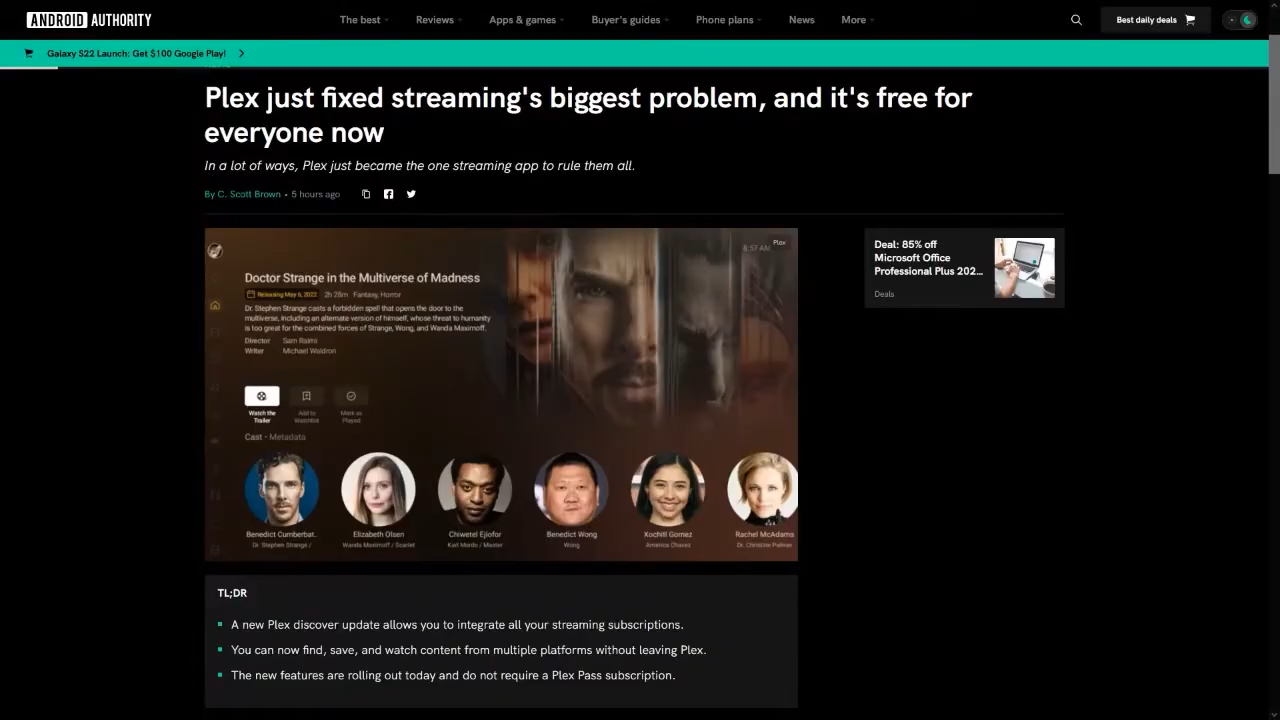 ANDROID AUTHORITY
The best
Reviews
Apps & games
Buyer's guides
Phone plans
News
More
Best daily deals
Galaxy S22 Launch: Get $100 Google Play!
Plex just fixed streaming's biggest problem, and it's free for
everyone now
In a lot of ways, Plex just became the one streaming app to rule them all.
By C. Scott Brown • 5 hours ago
8:57 AM
Plex
Doctor Strange in the Multiverse of Madness
Releasing May 6, 2022 2h 28m Fantasy, Horror
Dr. Stephen Strange casts a forbidden spell that opens the door to the
multiverse, including an alternate version of himself, whose threat to humanity
is too great for the combined forces of Strange, Wong, and Wanda Maximoff.
Director Sam Raimi
Writer Michael Waldron
Watch the
Trailer
Add to
Watchlist
Mark as
Played
Cast • Metadata
Benedict Cumberbat..
Dr. Stephen Strange /
Elizabeth Olsen
Wanda Maximoff / Scarlet
Chiwetel Ejiofor
Karl Mordo / Master
Benedict Wong
Wong
Xochitl Gomez
America Chavez
Rachel McAdams
Dr. Christine Palmer
Deal: 85% off
Microsoft Office
Professional Plus 202...
Deals
TL;DR
A new Plex discover update allows you to integrate all your streaming subscriptions.
You can now find, save, and watch content from multiple platforms without leaving Plex.
The new features are rolling out today and do not require a Plex Pass subscription.